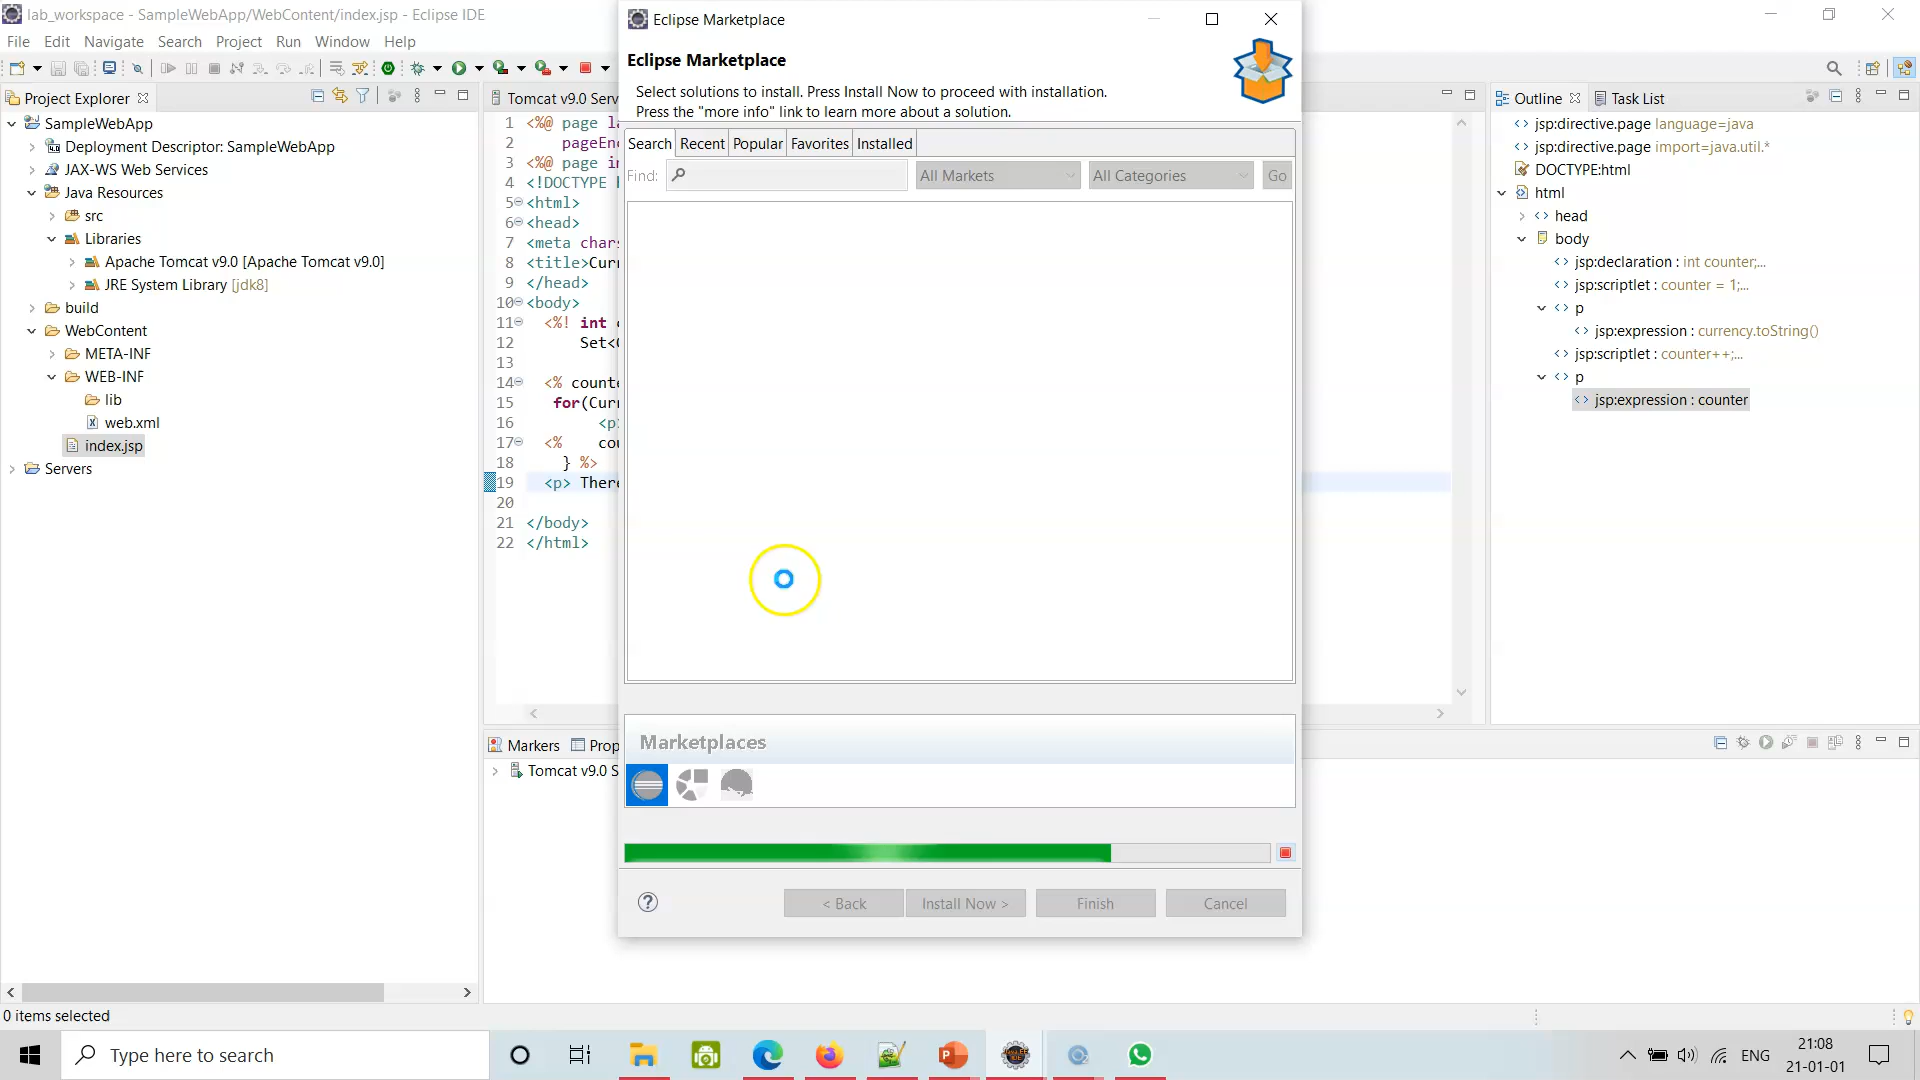 lab_workspace - SampleWebApp/WebContent/index.jsp - Eclipse IDE
File Edit Navigate Search Project Run Window Help
Project Explorer
SampleWebApp
Deployment Descriptor: SampleWebApp
JAX-WS Web Services
Java Resources
src
Libraries
Apache Tomcat v9.0 [Apache Tomcat v9.0]
JRE System Library [jdk8]
build
WebContent
META-INF
WEB-INF
lib
web.xml
index.jsp
Servers
Tomcat v9.0 Serv
1 <%@ page la
2 pageEnc
3 <%@ page im
4 <!DOCTYPE
5 <html>
6 <head>
7 <meta chars
8 <title>Curr
9 </head>
10 <body>
11 <%! int
12 Set<
13
14 <% counte
15 for(Curr
16 <p
17 <% cou
18 } %>
19 <p> There
20
21 </body>
22 </html>
Eclipse Marketplace
Eclipse Marketplace
Select solutions to install. Press Install Now to proceed with installation.
Press the "more info" link to learn more about a solution.
Search Recent Popular Favorites Installed
Find: All Markets All Categories Go
Marketplaces
< Back Install Now > Finish Cancel
Outline Task List
jsp:directive.page language=java
jsp:directive.page import=java.util.*
DOCTYPE:html
html
head
body
jsp:declaration : int counter;...
jsp:scriptlet : counter = 1;...
p
jsp:expression : currency.toString()
jsp:scriptlet : counter++;...
p
jsp:expression : counter
Markers Prop
Tomcat v9.0 S
0 items selected
Type here to search
ENG
21:08
21-01-01